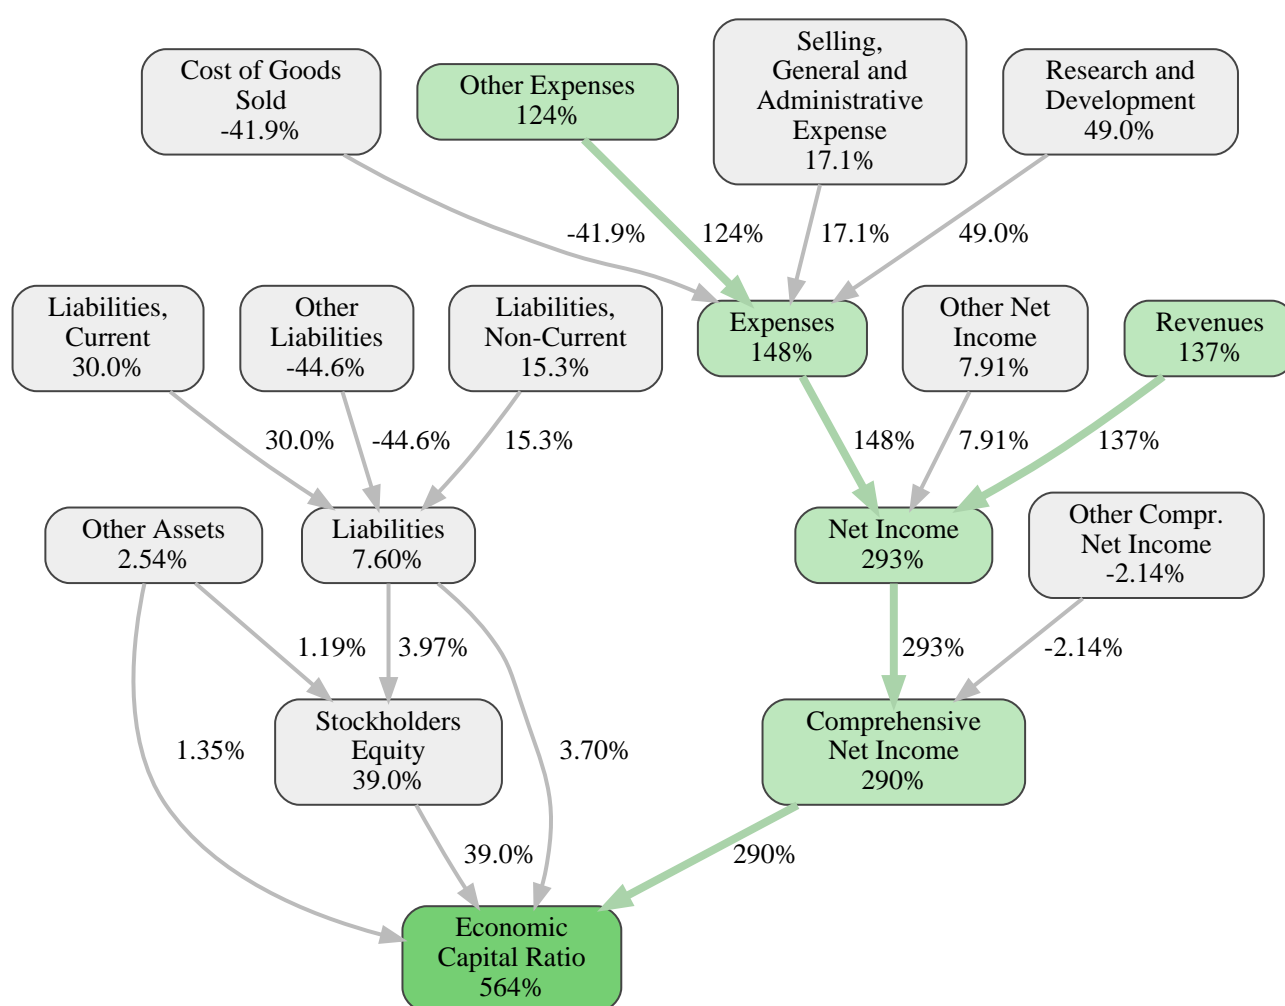 Cost of Goods
Sold
-41.9%
Other Expenses
124%
Selling,
General and
Administrative
Expense
17.1%
Research and
Development
49.0%
-41.9%
124%
17.1%
49.0%
Liabilities,
Current
30.0%
Other
Liabilities
-44.6%
Liabilities,
Non-Current
15.3%
Expenses
148%
Other Net
Income
7.91%
Revenues
137%
30.0%
-44.6%
15.3%
148%
7.91%
137%
Other Assets
2.54%
Liabilities
7.60%
Net Income
293%
Other Compr.
Net Income
-2.14%
1.19%
3.97%
293%
-2.14%
Stockholders
Equity
39.0%
Comprehensive
Net Income
290%
1.35%
3.70%
39.0%
290%
Economic
Capital Ratio
564%